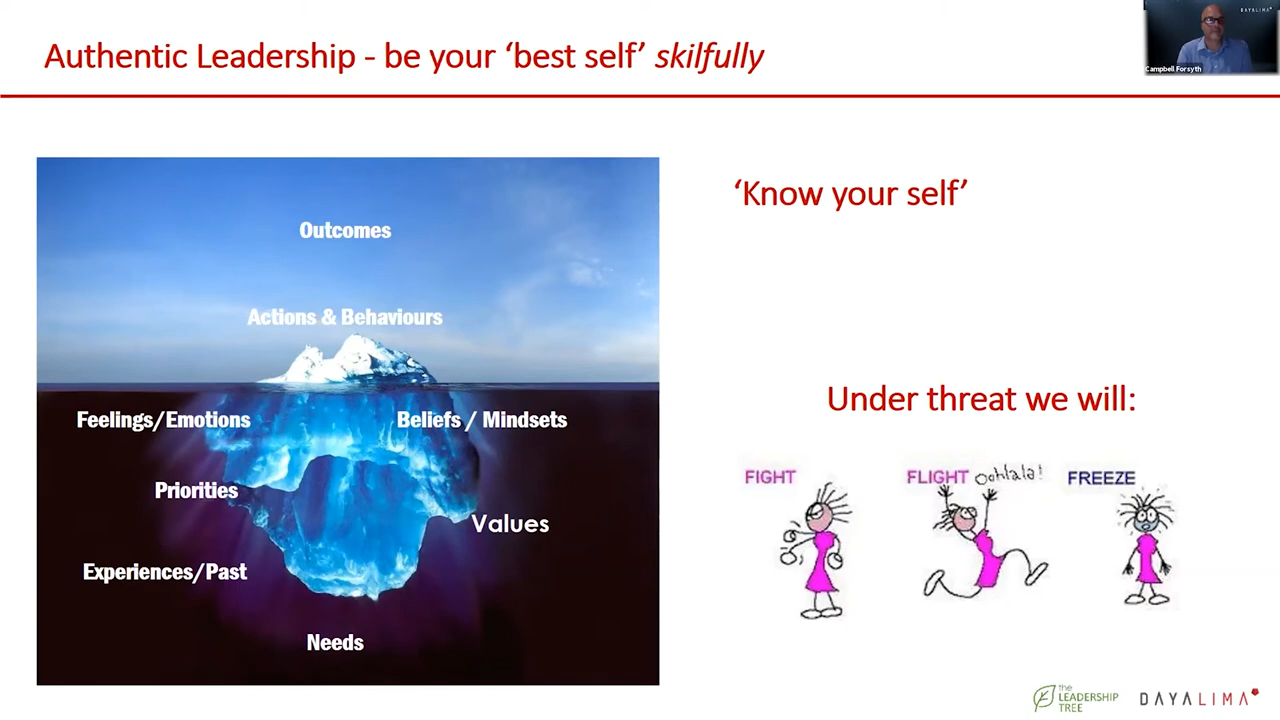 Authentic Leadership - be your ‘best self’ skilfully
DAYALIMA
Campbell Forsyth
Outcomes
Actions & Behaviours
Feelings/Emotions
Beliefs / Mindsets
Priorities
Values
Experiences/Past
Needs
‘Know your self’
Under threat we will:
FIGHT
FLIGHT
Oohlala!
FREEZE
the
LEADERSHIP
TREE
DAYALIMA